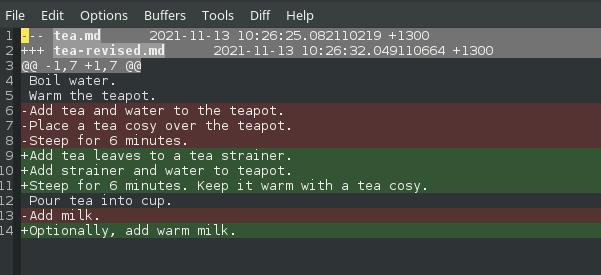 File Edit Options Buffers Tools Diff Help
1 --- tea.md 2021-11-13 10:26:25.082110219 +1300
2 +++ tea-revised.md 2021-11-13 10:26:32.049110664 +1300
3 @@ -1,7 +1,7 @@
4 Boil water.
5 Warm the teapot.
6 -Add tea and water to the teapot.
7 -Place a tea cosy over the teapot.
8 -Steep for 6 minutes.
9 +Add tea leaves to a tea strainer.
10 +Add strainer and water to teapot.
11 +Steep for 6 minutes. Keep it warm with a tea cosy.
12 Pour tea into cup.
13 -Add milk.
14 +Optionally, add warm milk.